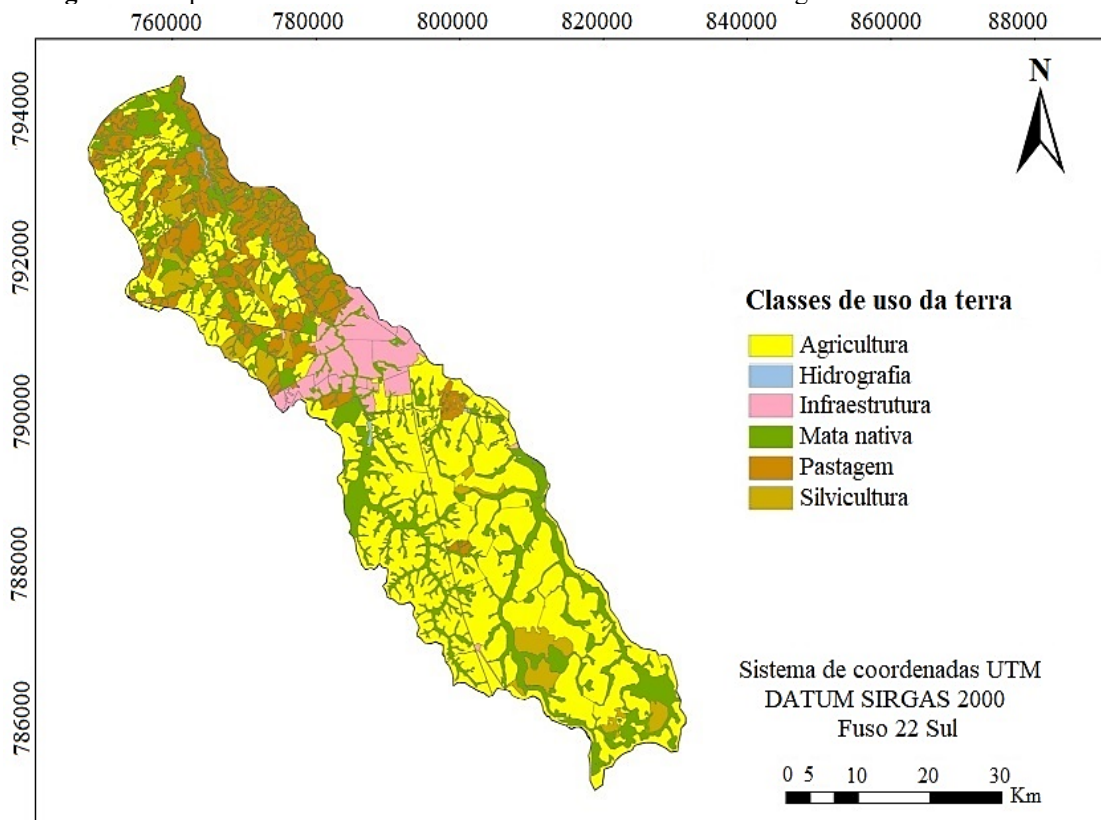 760000 780000 800000 820000 840000 88000
794000
792000
790000
788000
786000
N
Classes de uso da terra
Agricultura
Hidrografia
Infraestrutura
Mata nativa
Pastagem
Silvicultura
Sistema de coordenadas UTM
DATUM SIRGAS 2000
Fuso 22 Sul
0 5 10 20 30
Km